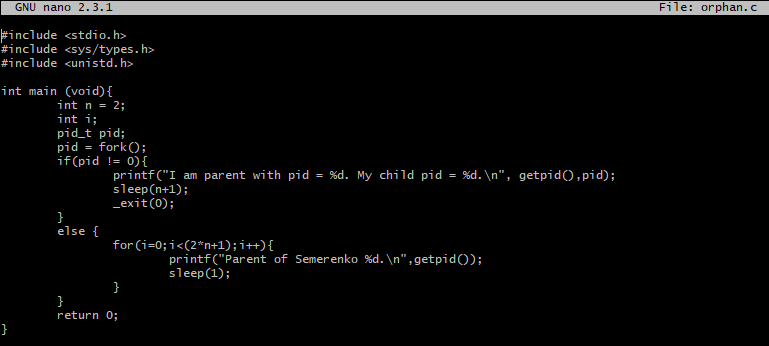 GNU nano 2.3.1 File: orphan.c
#include <stdio.h>
#include <sys/types.h>
#include <unistd.h>
int main (void){
int n = 2;
int i;
pid_t pid;
pid = fork();
if(pid != 0){
printf("I am parent with pid = %d. My child pid = %d.\n", getpid(),pid);
sleep(n+1);
_exit(0);
}
else {
for(i=0;i<(2*n+1);i++){
printf("Parent of Semerenko %d.\n",getppid());
sleep(1);
}
}
return 0;
}